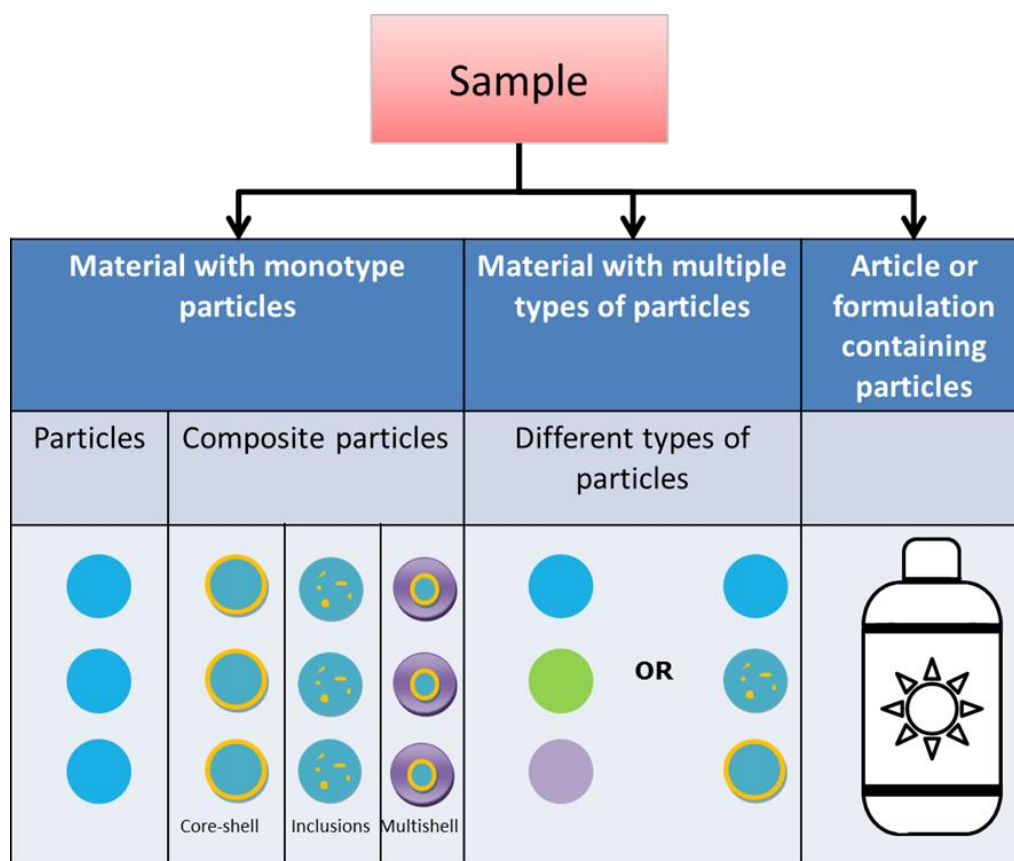 Sample
Material with monotype
particles
Material with multiple
types of particles
Article or
formulation
containing
particles
Particles
Composite particles
Different types of
particles
OR
Core-shell
Inclusions
Multishell